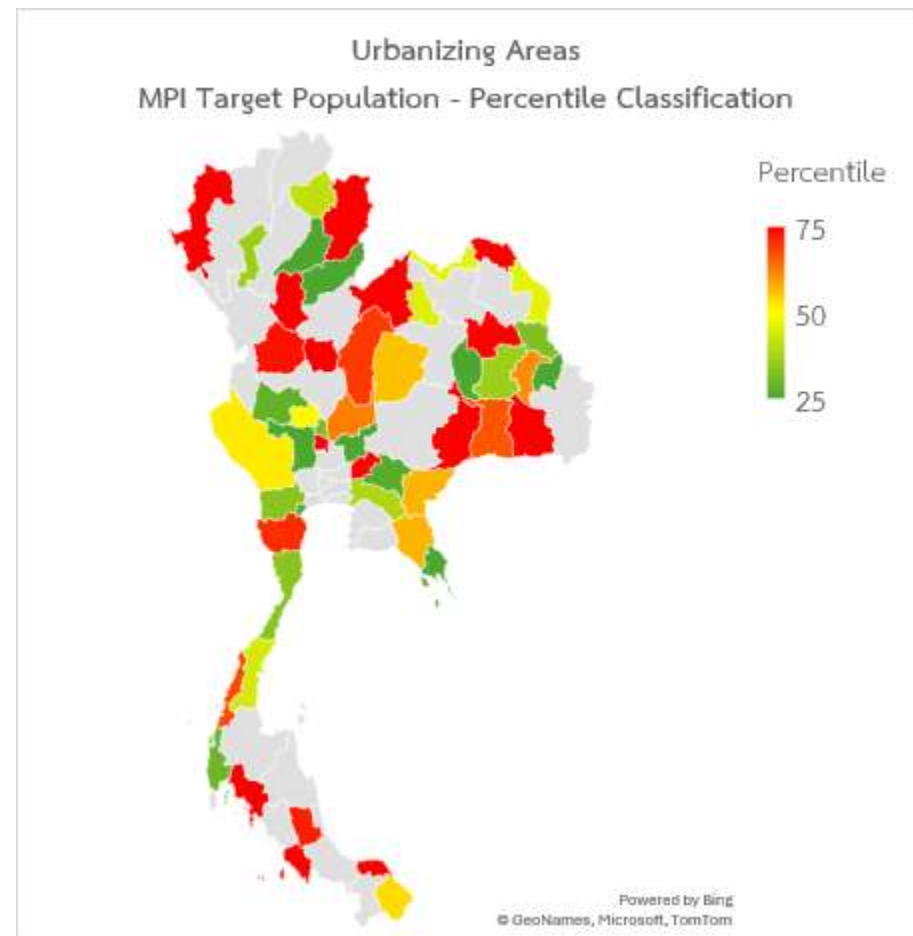 Urbanizing Areas
MPI Target Population - Percentile Classification
Percentile
75
50
25
Powered by Bing
© GeoNames, Microsoft, TomTom